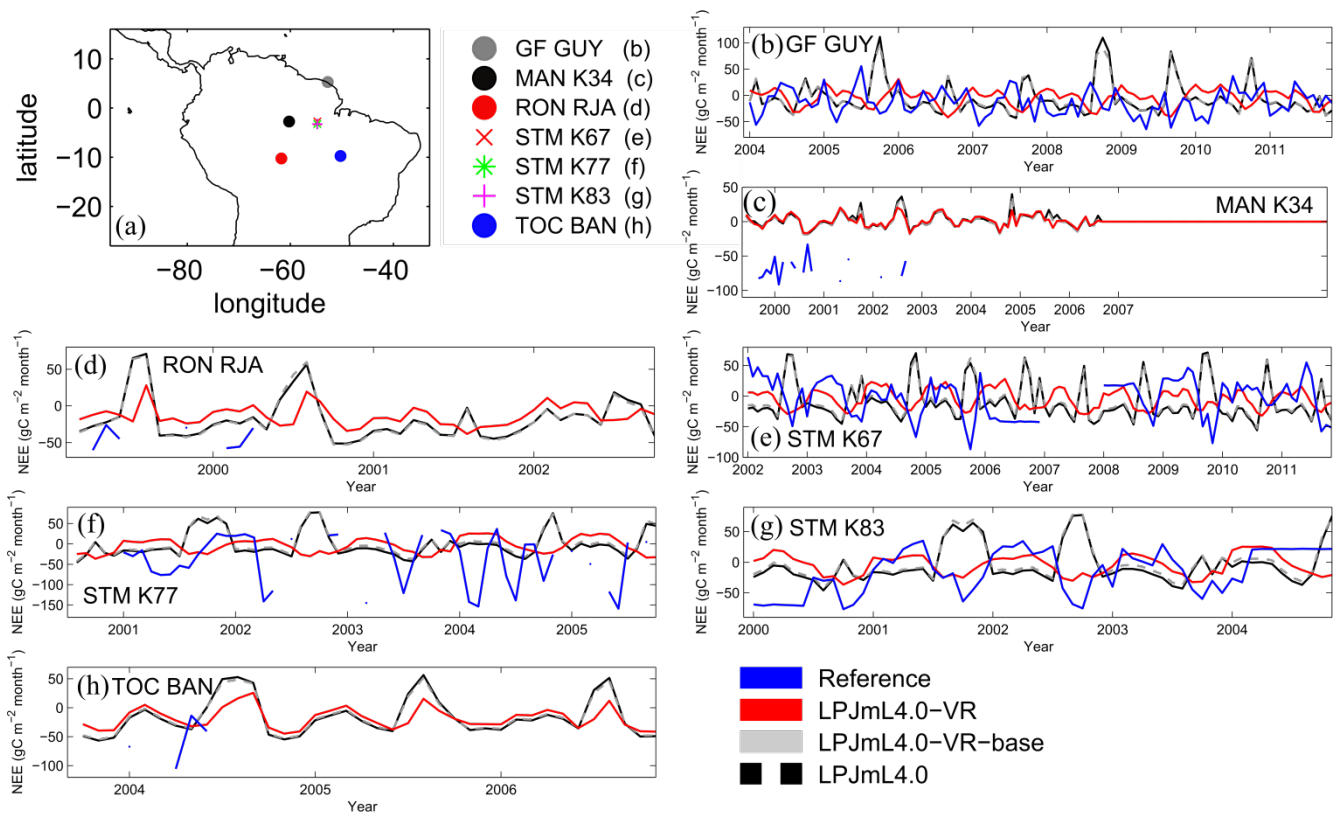 10
0
−10
−20
latitude
(a)
−80 −60 −40
longitude
GF GUY (b)
MAN K34 (c)
RON RJA (d)
STM K67 (e)
STM K77 (f)
STM K83 (g)
TOC BAN (h)
(b) GF GUY
NEE (gC m−2 month−1)
100
50
0
−50
2004 2005 2006 2007 2008 2009 2010 2011
Year
(c) MAN K34
NEE (gC m−2 month−1)
50
0
−50
−100
2000 2001 2002 2003 2004 2005 2006 2007
Year
(d) RON RJA
NEE (gC m−2 month−1)
50
0
−50
2000 2001 2002
Year
(e) STM K67
NEE (gC m−2 month−1)
50
0
−50
−100
2002 2003 2004 2005 2006 2007 2008 2009 2010 2011
Year
(f)
STM K77
NEE (gC m−2 month−1)
50
0
−50
−100
−150
2001 2002 2003 2004 2005
Year
(g) STM K83
NEE (gC m−2 month−1)
50
0
−50
2000 2001 2002 2003 2004
Year
(h) TOC BAN
NEE (gC m−2 month−1)
50
0
−50
−100
2004 2005 2006
Year
Reference
LPJmL4.0−VR
LPJmL4.0−VR−base
LPJmL4.0